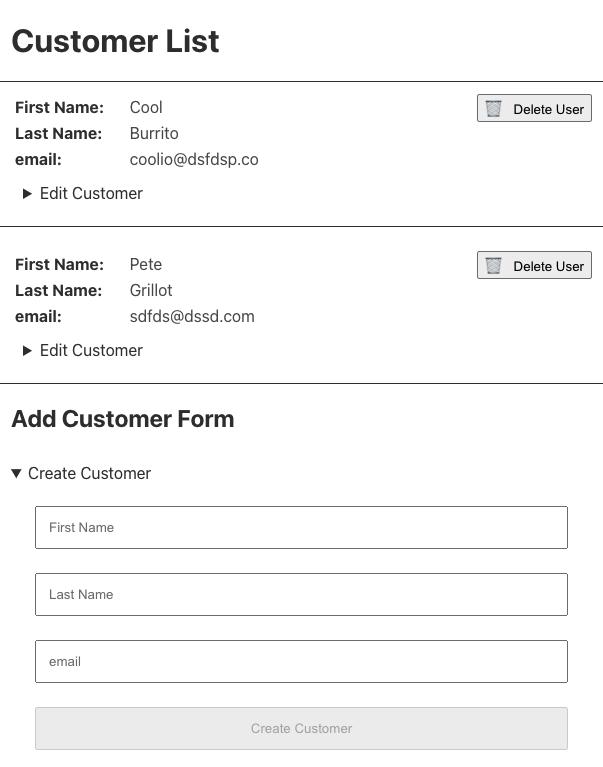 Customer List
First Name: Cool
Delete User
Last Name: Burrito
email: coolio@dsfdsp.co
Edit Customer
First Name: Pete
Delete User
Last Name: Grillot
email: sdfds@dssd.com
Edit Customer
Add Customer Form
Create Customer
First Name
Last Name
email
Create Customer